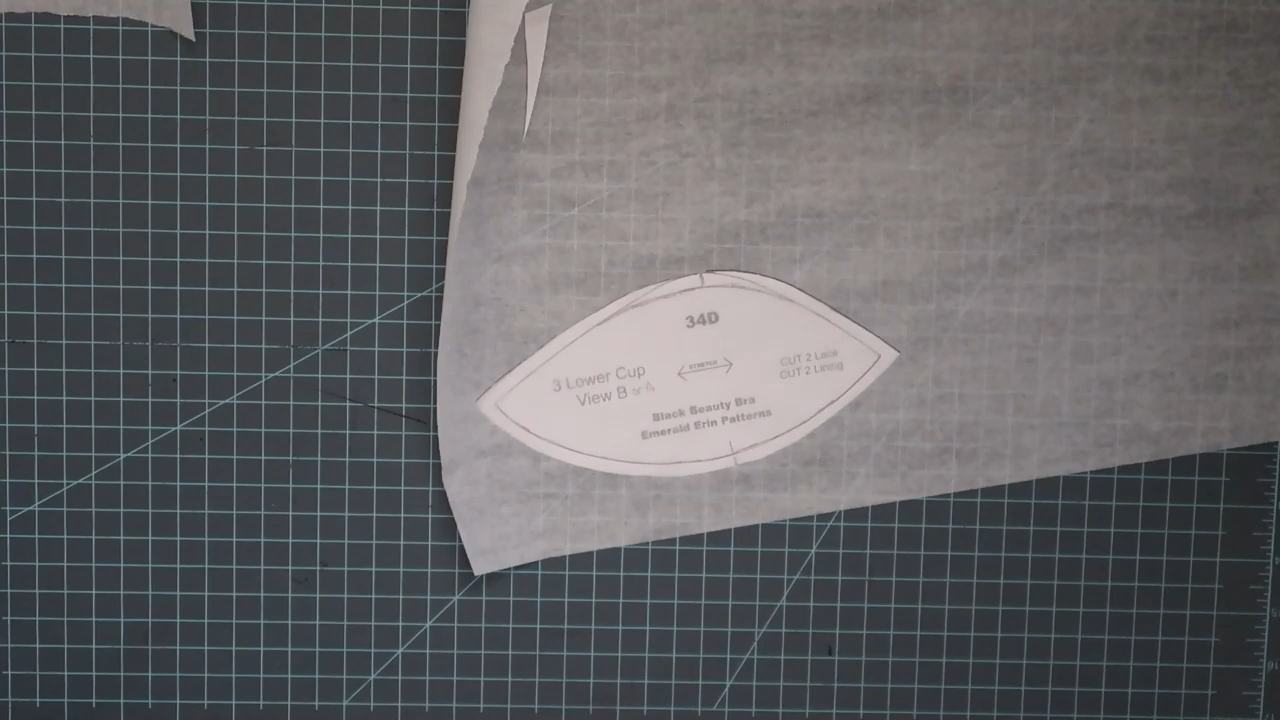 34D
3 Lower Cup
View B or A
STRETCH
CUT 2 Lace
CUT 2 Lining
Black Beauty Bra
Emerald Erin Patterns